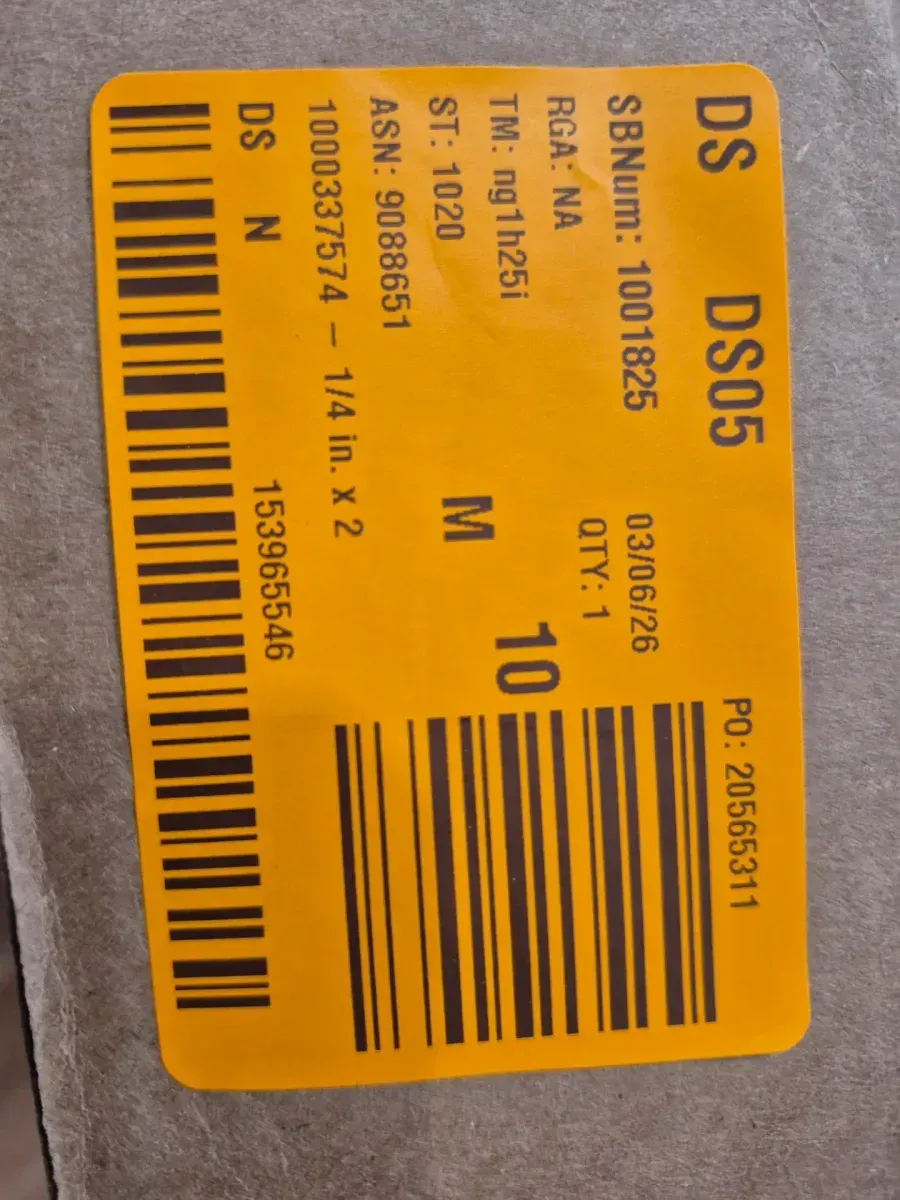 DS DS05 PO: 20565311
SBNum: 1001825 03/06/26
RGA: NA QTY: 1
TM: ng1h25i 10
ST: 1020 M
ASN: 9088651
1000337574 - 1/4 in. x 2
DS N 153965546